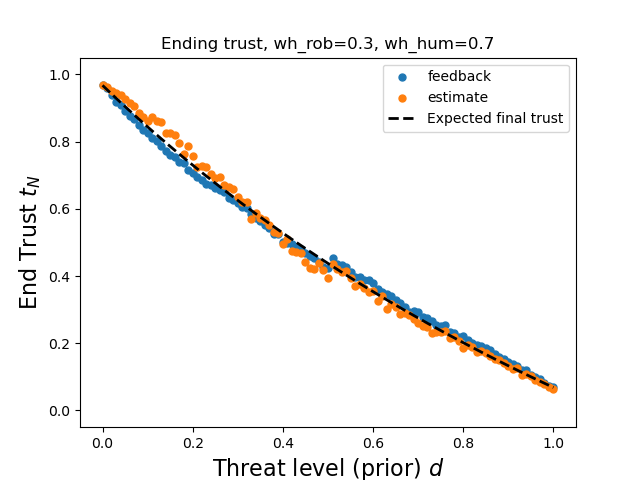 Ending trust, wh_rob=0.3, wh_hum=0.7
feedback
estimate
Expected final trust
End Trust t_N
1.0
0.8
0.6
0.4
0.2
0.0
0.0 0.2 0.4 0.6 0.8 1.0
Threat level (prior) d